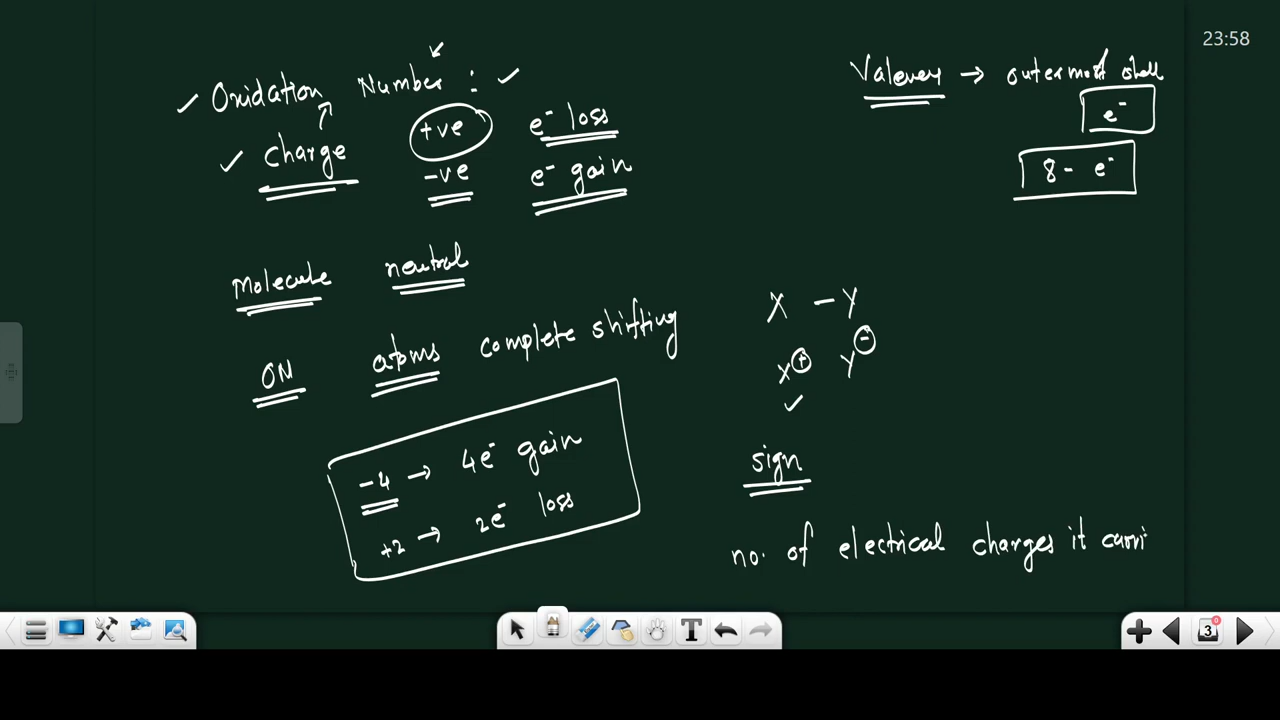 23:58
Oxidation Number :
charge +ve e⁻ loss
-ve e⁻ gain
Valency → outermost shell
e⁻
8 - e⁻
Molecule neutral
ON atoms complete shifting
X - Y
X⊕ Y⊖
-4 → 4e⁻ gain
+2 → 2e⁻ loss
sign
no. of electrical charges it carri
T
3